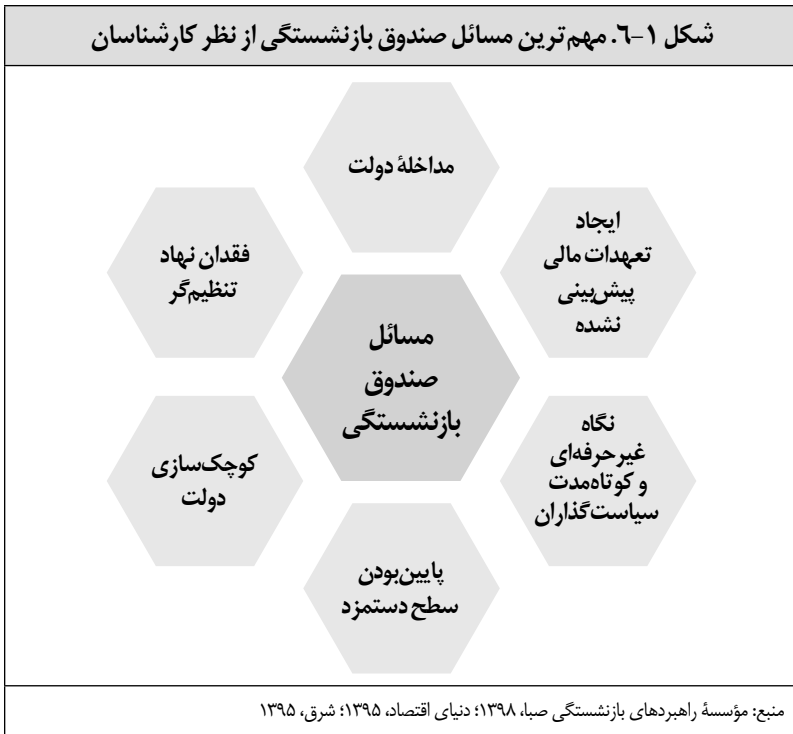 شکل ۱-۶. مهم‌ترین مسائل صندوق بازنشستگی از نظر کارشناسان
مداخلهٔ دولت
ایجاد
تعهدات مالی
پیش‌بینی
نشده
فقدان نهاد
تنظیم‌گر
مسائل
صندوق
بازنشستگی
نگاه
غیرحرفه‌ای
و کوتاه‌مدت
سیاست‌گذاران
کوچک‌سازی
دولت
پایین‌بودن
سطح دستمزد
منبع: مؤسسهٔ راهبردهای بازنشستگی صبا، ۱۳۹۸؛ دنیای اقتصاد، ۱۳۹۵؛ شرق، ۱۳۹۵